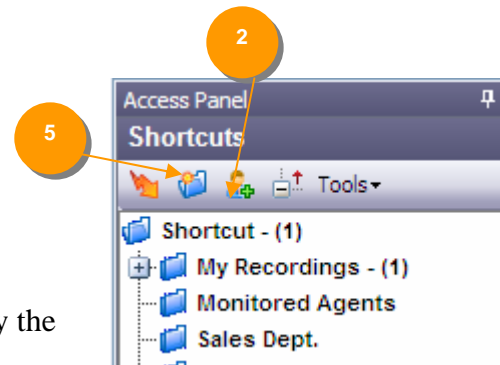 2
Access Panel
5
Shortcuts
Tools
Shortcut - (1)
My Recordings - (1)
Monitored Agents
y the
Sales Dept.